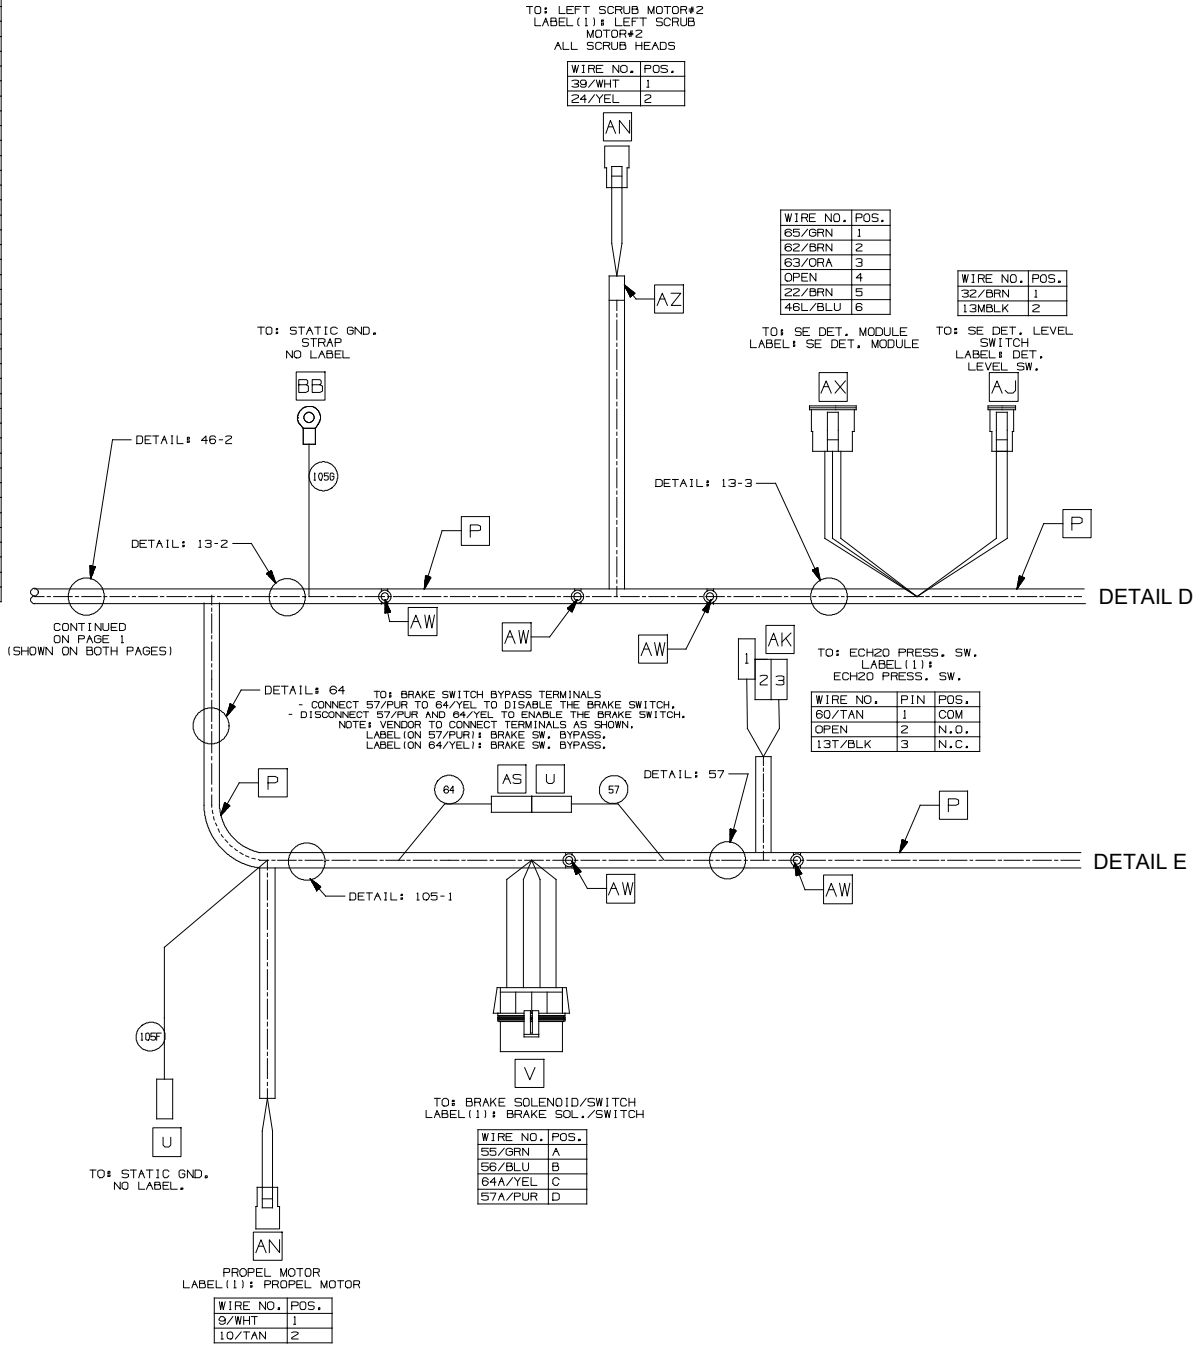 TO: LEFT SCRUB MOTOR#2
LABEL(1): LEFT SCRUB
MOTOR#2
ALL SCRUB HEADS
WIRE NO. POS.
39/WHT 1
24/YEL 2
AN
AZ
WIRE NO. POS.
65/GRN 1
62/BRN 2
63/ORA 3
OPEN 4
22/BRN 5
46L/BLU 6
TO: SE DET. MODULE
LABEL: SE DET. MODULE
AX
WIRE NO. POS.
32/BRN 1
13MBLK 2
TO: SE DET. LEVEL
SWITCH
LABEL: DET.
LEVEL SW.
AJ
TO: STATIC GND.
STRAP
NO LABEL
BB
105G
DETAIL: 46-2
DETAIL: 13-2
P
DETAIL: 13-3
P
DETAIL D
CONTINUED
ON PAGE 1
(SHOWN ON BOTH PAGES)
AW
AW
AW
1
2
3
AK
TO: ECH20 PRESS. SW.
LABEL(1):
ECH20 PRESS. SW.
WIRE NO. PIN POS.
60/TAN 1 COM
OPEN 2 N.O.
13T/BLK 3 N.C.
DETAIL: 64
TO: BRAKE SWITCH BYPASS TERMINALS
- CONNECT 57/PUR TO 64/YEL TO DISABLE THE BRAKE SWITCH.
- DISCONNECT 57/PUR AND 64/YEL TO ENABLE THE BRAKE SWITCH.
NOTE: VENDOR TO CONNECT TERMINALS AS SHOWN.
LABEL(ON 57/PUR): BRAKE SW. BYPASS.
LABEL(ON 64/YEL): BRAKE SW. BYPASS.
P
64
AS
U
57
DETAIL: 57
P
DETAIL E
DETAIL: 105-1
AW
AW
105F
U
TO: STATIC GND.
NO LABEL.
V
TO: BRAKE SOLENOID/SWITCH
LABEL(1): BRAKE SOL./SWITCH
WIRE NO. POS.
55/GRN A
56/BLU B
64A/YEL C
57A/PUR D
AN
PROPEL MOTOR
LABEL(1): PROPEL MOTOR
WIRE NO. POS.
9/WHT 1
10/TAN 2